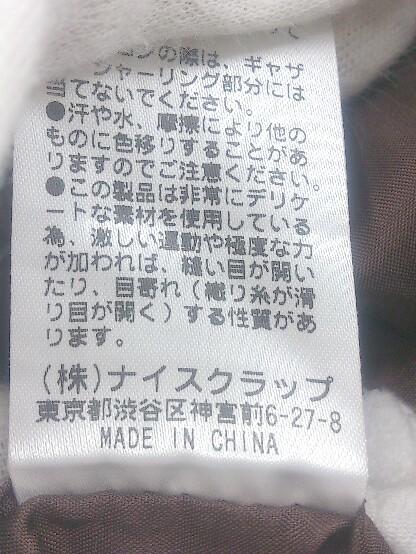 ンの際は、ギャザ
ャーリング部分には
当てないでください。
●汗や水、摩擦により他の
ものに色移りすることがあ
りますのでご注意ください。
●この製品は非常にデリケ
ートな素材を使用している
為、激しい運動や極度な力
が加われば、縫い目が開い
たり、目寄れ（織り糸が滑
り目が開く）する性質があ
ります。
(株)ナイスクラップ
東京都渋谷区神宮前6-27-8
MADE IN CHINA